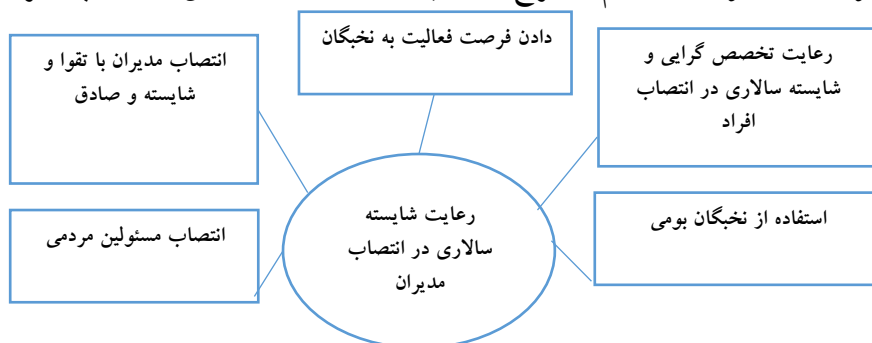 دادن فرصت فعالیت به نخبگان
رعایت تخصص گرایی و
شایسته سالاری در انتصاب
افراد
انتصاب مدیران با تقوا و
شایسته و صادق
رعایت شایسته
سالاری در انتصاب
مدیران
استفاده از نخبگان بومی
انتصاب مسئولین مردمی